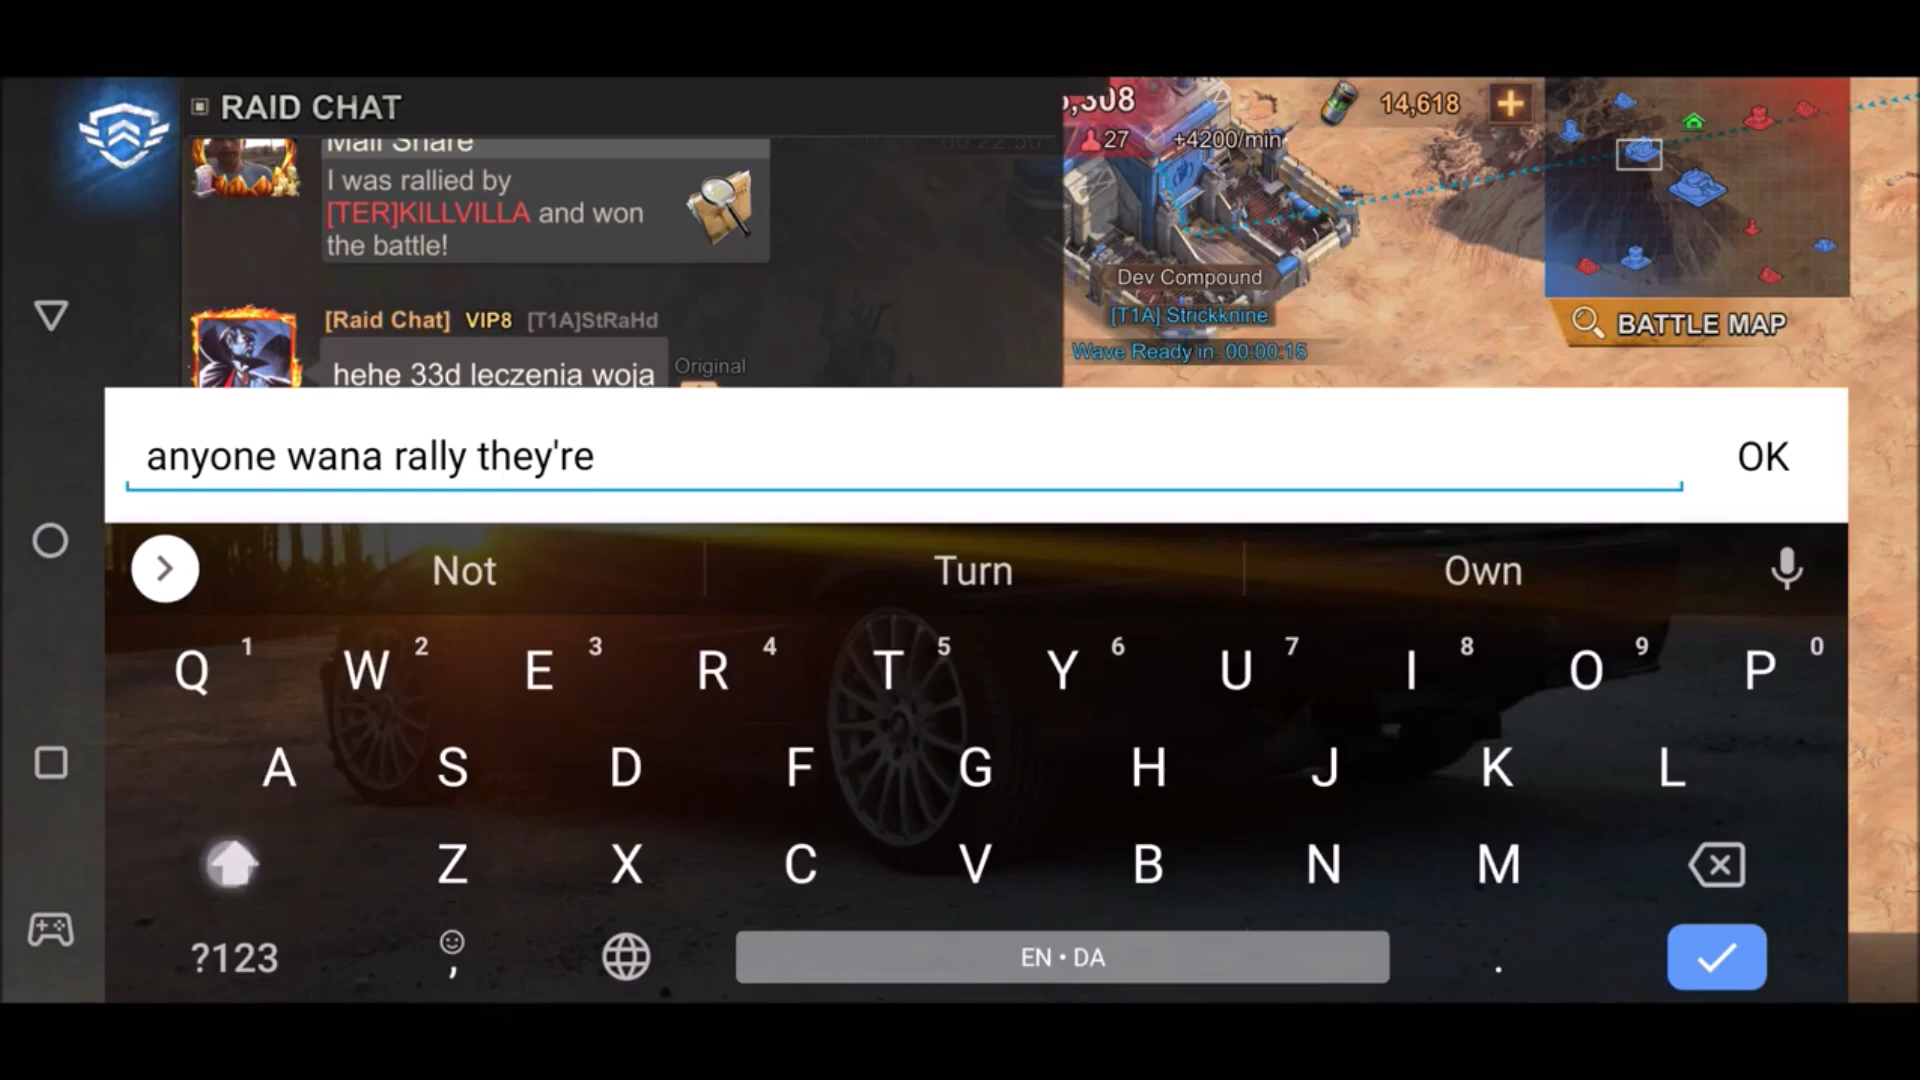 RAID CHAT
Mail Share
I was rallied by
[TER]KILLVILLA and won
the battle!
[Raid Chat] VIP8 [T1A]StRaHd
hehe 33d leczenia woja
Original
,308
27
+4200/min
14,618
Dev Compound
[T1A] Strickknine
Wave Ready in: 00:00:15
BATTLE MAP
anyone wana rally they're
OK
Not
Turn
Own
Q 1 W 2 E 3 R 4 T 5 Y 6 U 7 I 8 O 9 P 0
A S D F G H J K L
Z X C V B N M
?123 , EN • DA .